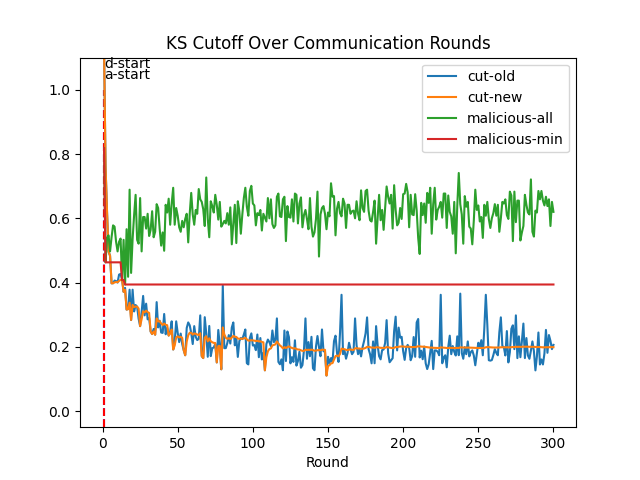 KS Cutoff Over Communication Rounds
d-start
a-start
cut-old
cut-new
malicious-all
malicious-min
1.0
0.8
0.6
0.4
0.2
0.0
0 50 100 150 200 250 300
Round